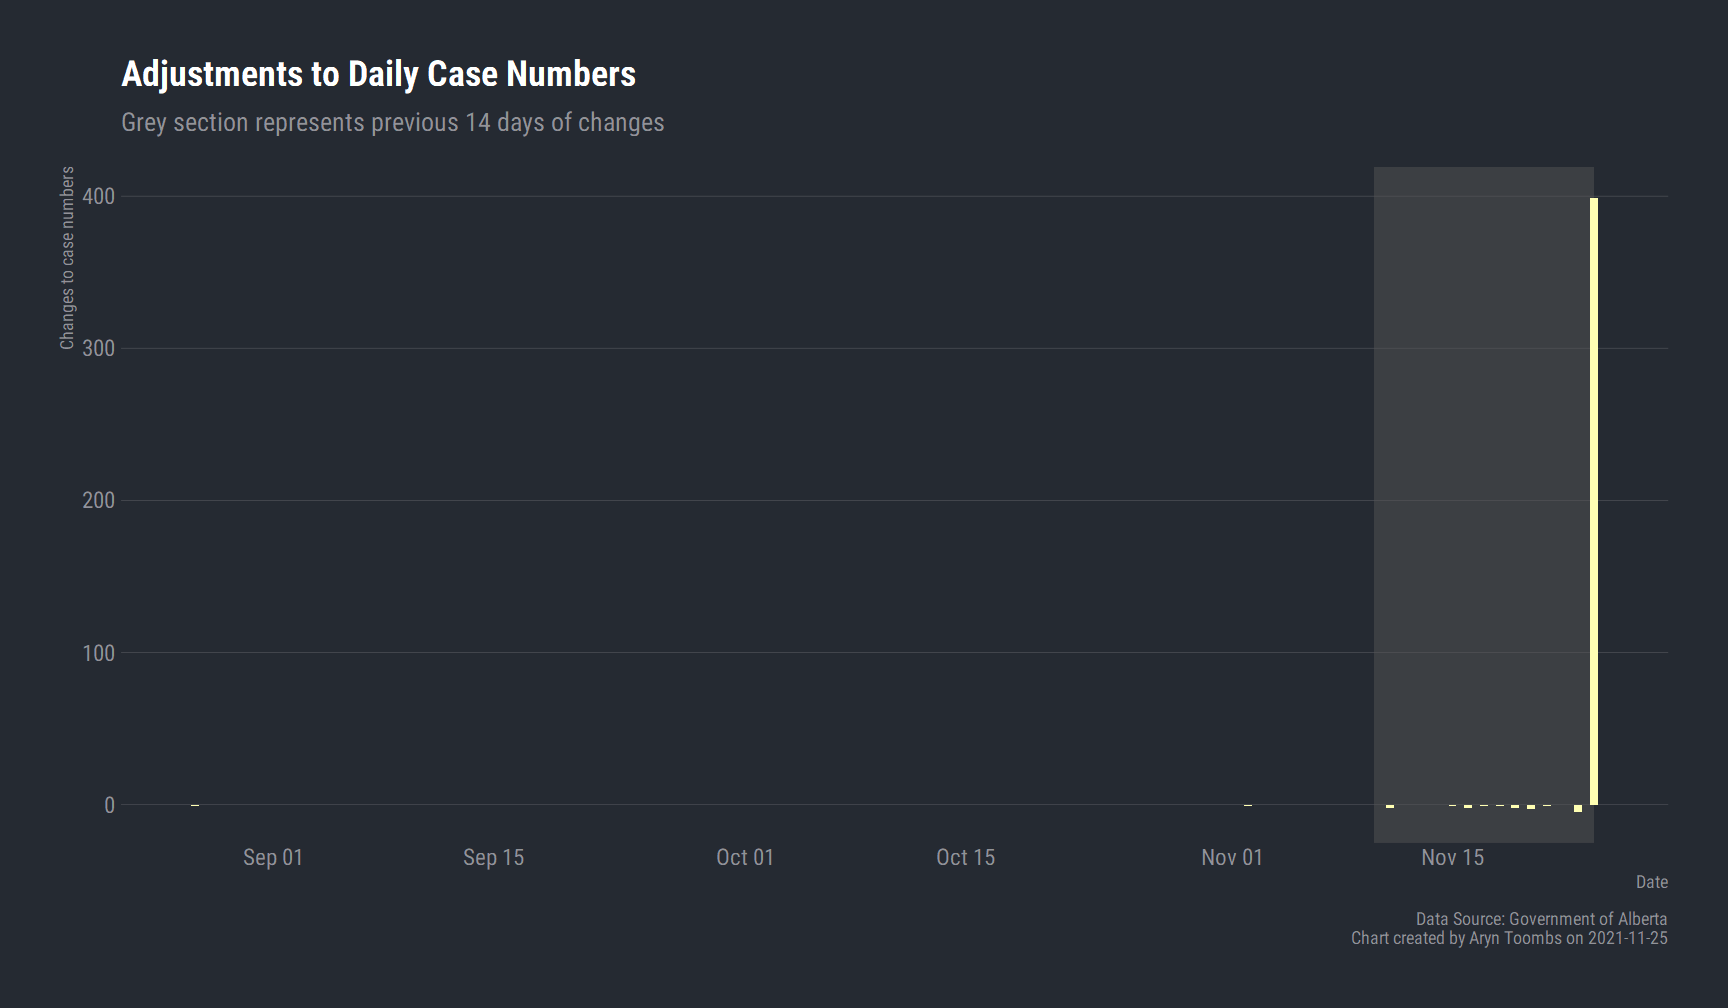 Adjustments to Daily Case Numbers
Grey section represents previous 14 days of changes
Changes to case numbers
400
300
200
100
0
Sep 01
Sep 15
Oct 01
Oct 15
Nov 01
Nov 15
Date
Data Source: Government of Alberta
Chart created by Aryn Toombs on 2021-11-25